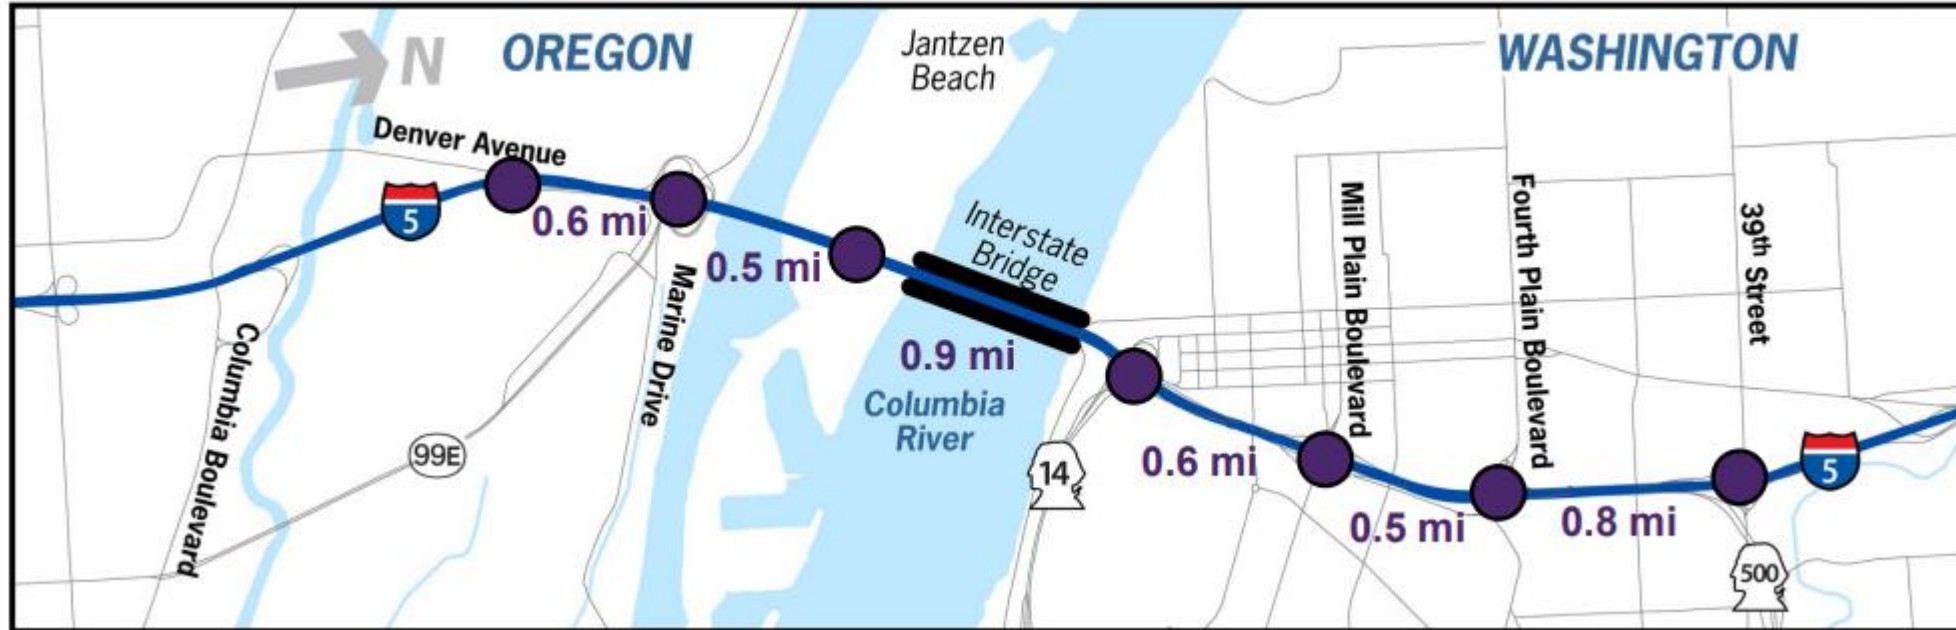 N
OREGON
Jantzen
Beach
WASHINGTON
Denver Avenue
5
0.6 mi
0.5 mi
Interstate
Bridge
Marine Drive
Mill Plain Boulevard
Fourth Plain Boulevard
39th Street
Columbia Boulevard
0.9 mi
Columbia
River
99E
14
0.6 mi
0.5 mi
0.8 mi
5
500